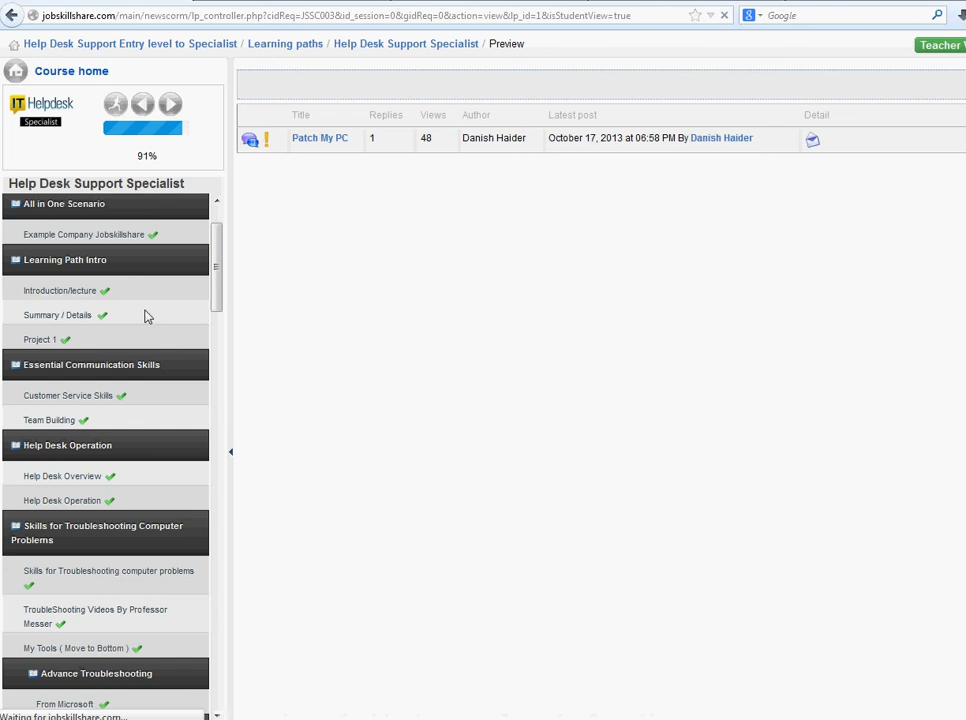 jobskillshare.com/main/newscorm/lp_controller.php?cidReq=JSSC003&id_session=0&gidReq=0&action=view&lp_id=1&isStudentView=true
Google
Help Desk Support Entry level to Specialist / Learning paths / Help Desk Support Specialist / Preview
Teacher
Course home
IT Helpdesk
Specialist
91%
Title Replies Views Author Latest post Detail
Patch My PC 1 48 Danish Haider October 17, 2013 at 06:58 PM By Danish Haider
Help Desk Support Specialist
All in One Scenario
Example Company Jobskillshare
Learning Path Intro
Introduction/lecture
Summary / Details
Project 1
Essential Communication Skills
Customer Service Skills
Team Building
Help Desk Operation
Help Desk Overview
Help Desk Operation
Skills for Troubleshooting Computer
Problems
Skills for Troubleshooting computer problems
TroubleShooting Videos By Professor
Messer
My Tools ( Move to Bottom )
Advance Troubleshooting
From Microsoft
Waiting for jobskillshare.com...